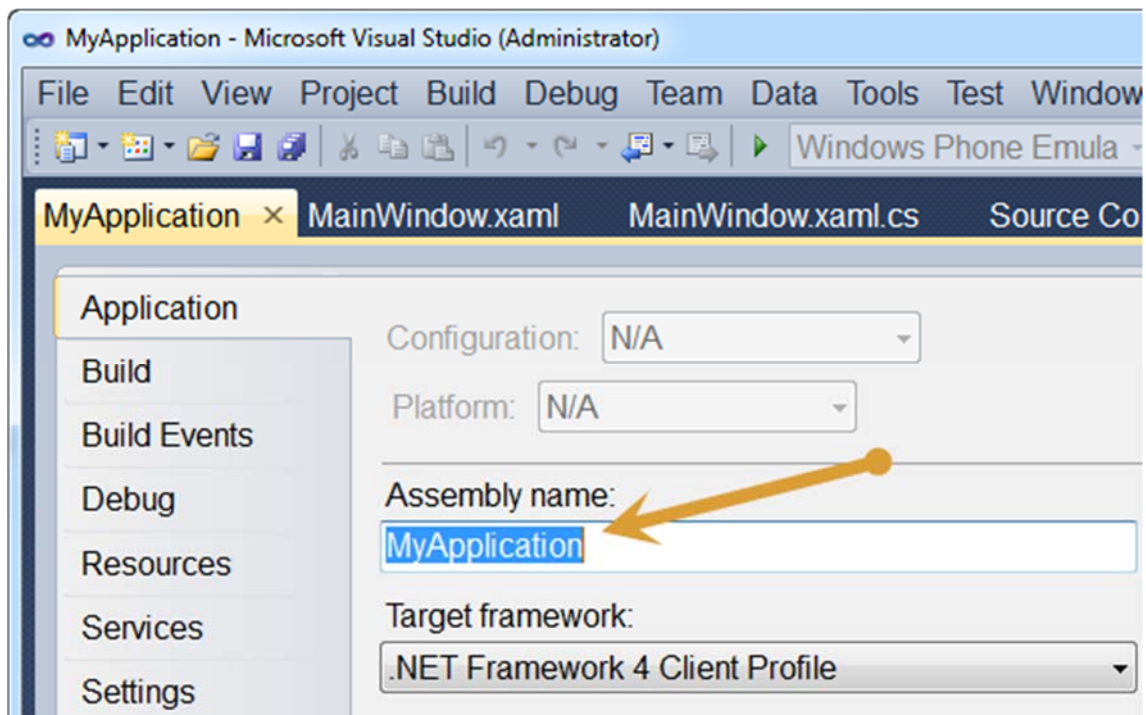 MyApplication - Microsoft Visual Studio (Administrator)
File Edit View Project Build Debug Team Data Tools Test Window
Windows Phone Emula
MyApplication MainWindow.xaml MainWindow.xaml.cs Source Co
Application
Configuration: N/A
Build
Platform: N/A
Build Events
Debug
Assembly name:
MyApplication
Resources
Target framework:
Services
.NET Framework 4 Client Profile
Settings